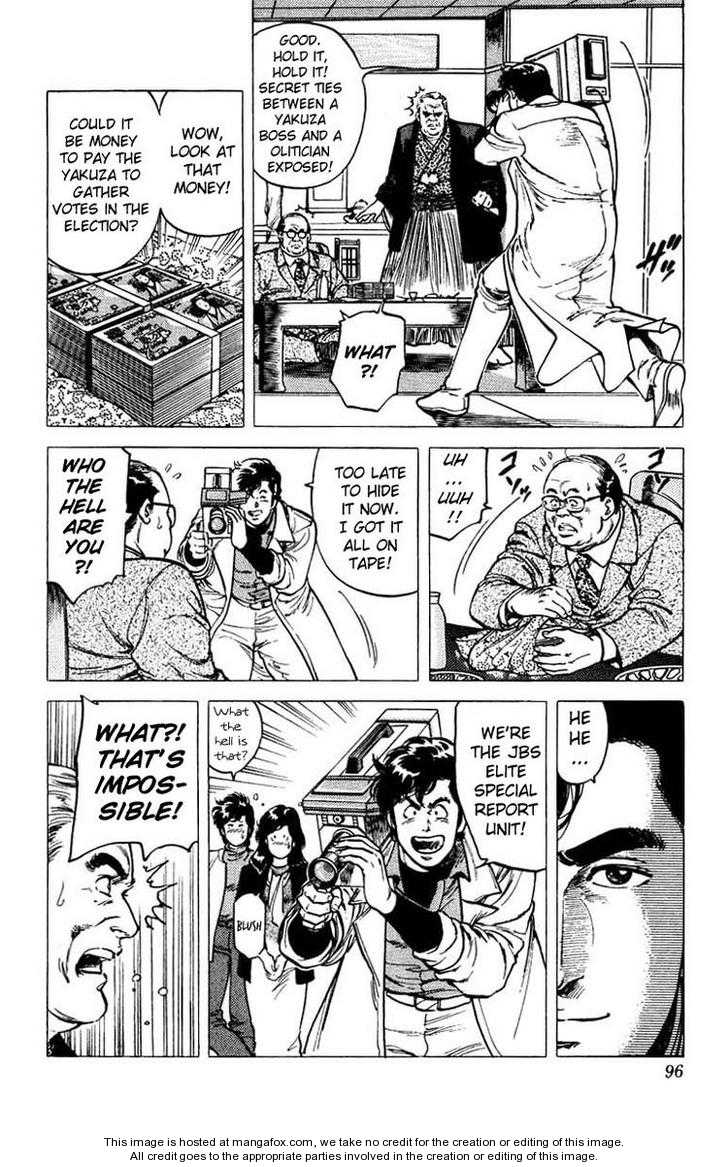 GOOD.
HOLD IT,
HOLD IT!
SECRET TIES
BETWEEN A
YAKUZA
BOSS AND A
OLITICIAN
EXPOSED!
WHAT
?!
WOW,
LOOK AT
THAT
MONEY!
COULD IT
BE MONEY
TO PAY THE
YAKUZA TO
GATHER
VOTES IN THE
ELECTION?
UH
...
UUH
!!
TOO LATE
TO HIDE
IT NOW.
I GOT IT
ALL ON
TAPE!
WHO
THE
HELL
ARE
YOU
?!
HE
HE
...
WE'RE
THE JBS
ELITE
SPECIAL
REPORT
UNIT!
What
the
hell is
that?
BLUSH
WHAT?!
THAT'S
IMPOS-
SIBLE!
96
This image is hosted at mangafox.com, we take no credit for the creation or editing of this image.
All credit goes to the appropriate parties involved in the creation or editing of this image.